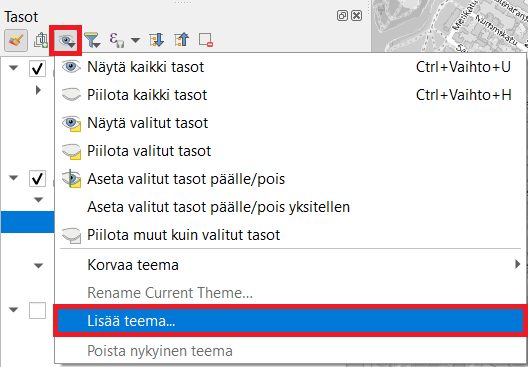 Tasot
Näytä kaikki tasot Ctrl+Vaihto+U
Piilota kaikki tasot Ctrl+Vaihto+H
Näytä valitut tasot
Piilota valitut tasot
Aseta valitut tasot päälle/pois
Aseta valitut tasot päälle/pois yksitellen
Piilota muut kuin valitut tasot
Korvaa teema
Rename Current Theme...
Lisää teema...
Poista nykyinen teema
Nurmiskatu